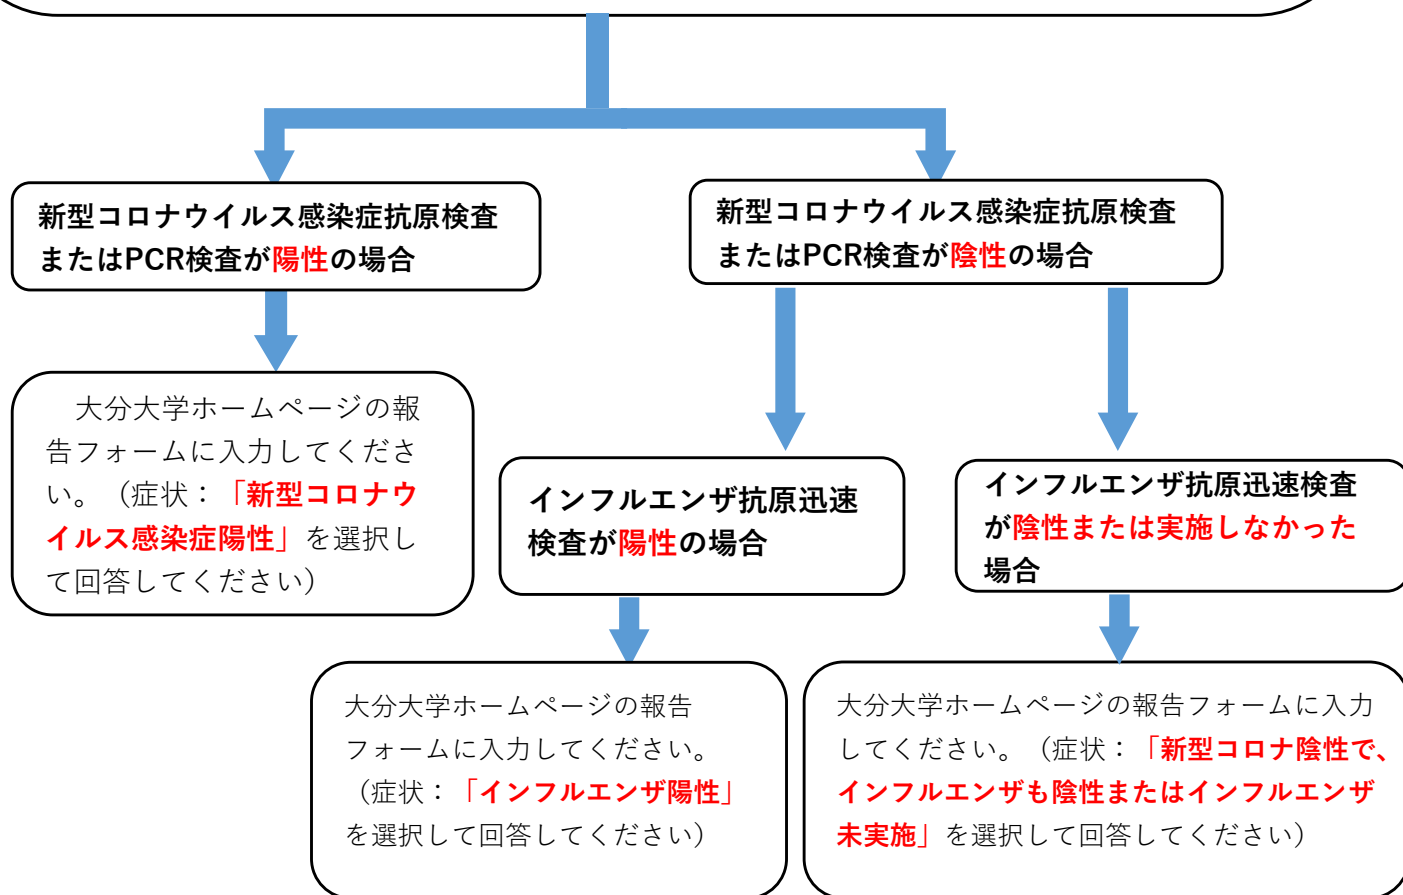 新型コロナウイルス感染症抗原検査
またはPCR検査が陽性の場合
新型コロナウイルス感染症抗原検査
またはPCR検査が陰性の場合
大分大学ホームページの報
告フォームに入力してくださ
い。（症状：「新型コロナウ
イルス感染症陽性」を選択し
て回答してください）
インフルエンザ抗原迅速
検査が陽性の場合
インフルエンザ抗原迅速検査
が陰性または実施しなかった
場合
大分大学ホームページの報告
フォームに入力してください。
（症状：「インフルエンザ陽性」
を選択して回答してください）
大分大学ホームページの報告フォームに入力
してください。（症状：「新型コロナ陰性で、
インフルエンザも陰性またはインフルエンザ
未実施」を選択して回答してください）